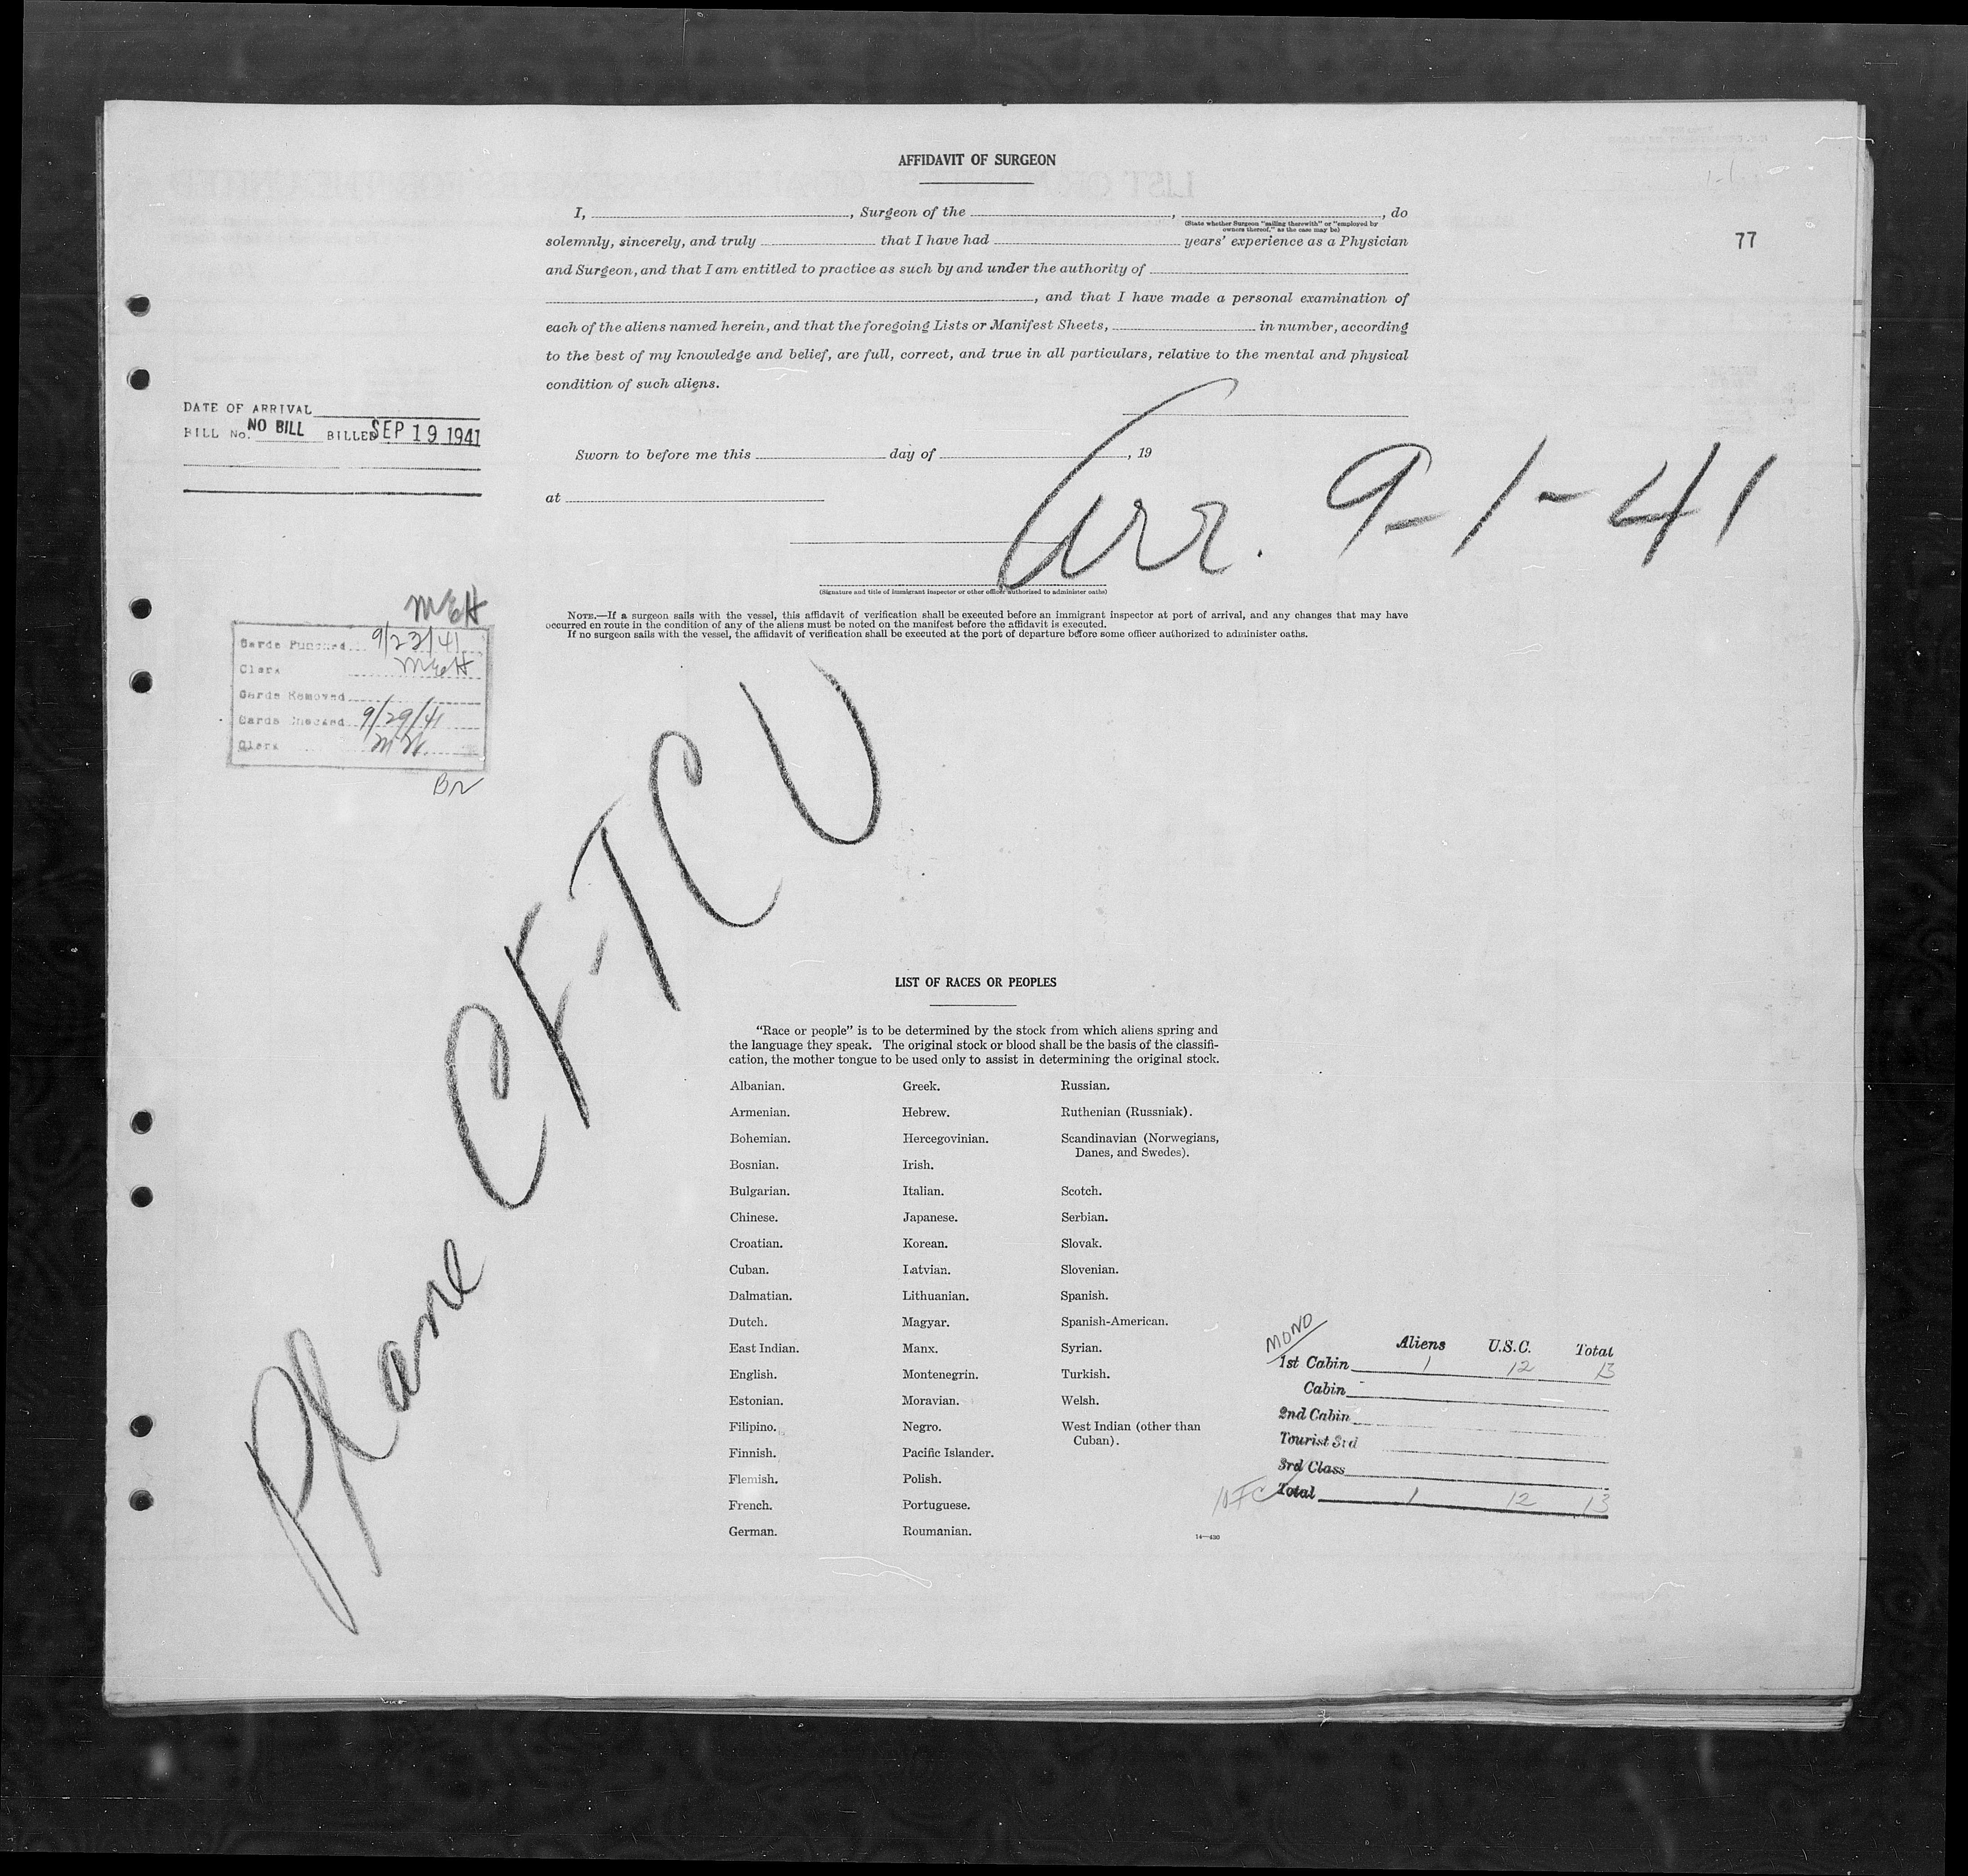 AFFIDAVIT OF SURGEON
I, , Surgeon of the , , do
(State whether Surgeon "sailing therewith" or "employed by
owners thereof," as the case may be)
solemnly, sincerely, and truly that I have had years' experience as a Physician
77
and Surgeon, and that I am entitled to practice as such by and under the authority of
, and that I have made a personal examination of
each of the aliens named herein, and that the foregoing Lists or Manifest Sheets, in number, according
to the best of my knowledge and belief, are full, correct, and true in all particulars, relative to the mental and physical
condition of such aliens.
DATE OF ARRIVAL
BILL No. NO BILL BILLED SEP 19 1941
Sworn to before me this day of , 19
at
Arr. 9-1-41
(Signature and title of immigrant inspector or other officer authorized to administer oaths)
NOTE.—If a surgeon sails with the vessel, this affidavit of verification shall be executed before an immigrant inspector at port of arrival, and any changes that may have
occurred en route in the condition of any of the aliens must be noted on the manifest before the affidavit is executed.
If no surgeon sails with the vessel, the affidavit of verification shall be executed at the port of departure before some officer authorized to administer oaths.
MEH
Cards Punched 9/23/41
Clerk MEH
Cards Removed
Cards Checked 9/29/41
Clerk
Plane CF-TCU
LIST OF RACES OR PEOPLES
"Race or people" is to be determined by the stock from which aliens spring and
the language they speak. The original stock or blood shall be the basis of the classifi-
cation, the mother tongue to be used only to assist in determining the original stock.
Albanian. Greek. Russian.
Armenian. Hebrew. Ruthenian (Russniak).
Bohemian. Hercegovinian. Scandinavian (Norwegians,
Danes, and Swedes).
Bosnian. Irish.
Bulgarian. Italian. Scotch.
Chinese. Japanese. Serbian.
Croatian. Korean. Slovak.
Cuban. Latvian. Slovenian.
Dalmatian. Lithuanian. Spanish.
Dutch. Magyar. Spanish-American.
East Indian. Manx. Syrian.
English. Montenegrin. Turkish.
Estonian. Moravian. Welsh.
Filipino. Negro. West Indian (other than
Cuban).
Finnish. Pacific Islander.
Flemish. Polish.
French. Portuguese.
German. Roumanian.
14—430
MONO
Aliens U.S.C. Total
1st Cabin 1 12 13
Cabin
2nd Cabin
Tourist 3rd
3rd Class
Total 1 12 13